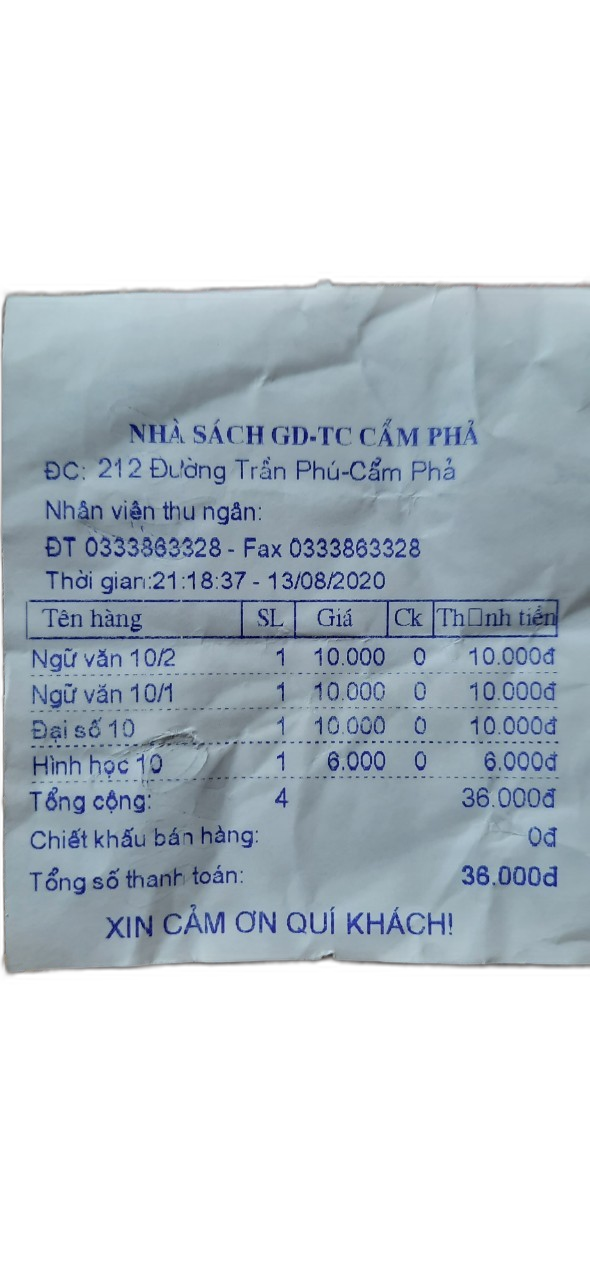 NHÀ SÁCH GD-TC CẨM PHẢ
ĐC: 212 Đường Trần Phú-Cẩm Phả
Nhân viện thu ngân:
ĐT 0333863328 - Fax 0333863328
Thời gian:21:18:37 - 13/08/2020
Tên hàng SL Giá Ck Th□nh tiền
Ngữ văn 10/2 1 10.000 0 10.000đ
Ngữ văn 10/1 1 10.000 0 10.000đ
Đại số 10 1 10.000 0 10.000đ
Hình học 10 1 6.000 0 6.000đ
Tổng cộng: 4 36.000đ
Chiết khấu bán hàng: 0đ
Tổng số thanh toán: 36.000đ
XIN CẢM ƠN QUÍ KHÁCH!